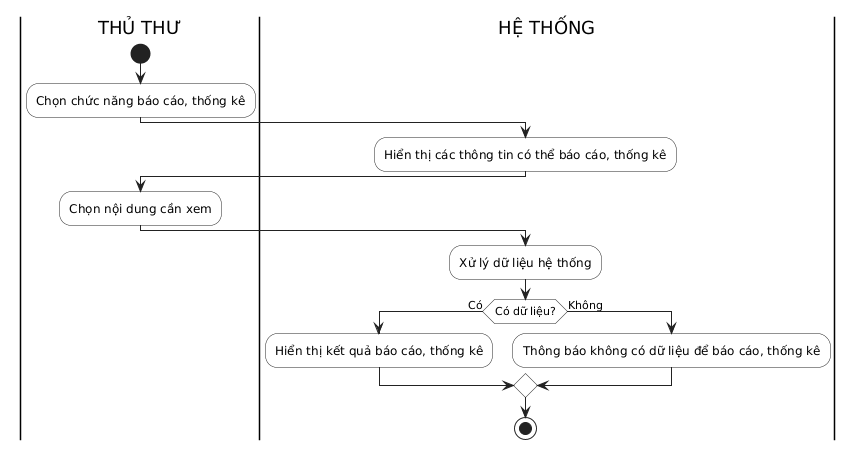 THỦ THƯ
HỆ THỐNG
Chọn chức năng báo cáo, thống kê
Hiển thị các thông tin có thể báo cáo, thống kê
Chọn nội dung cần xem
Xử lý dữ liệu hệ thống
Có
Có dữ liệu?
Không
Hiển thị kết quả báo cáo, thống kê
Thông báo không có dữ liệu để báo cáo, thống kê